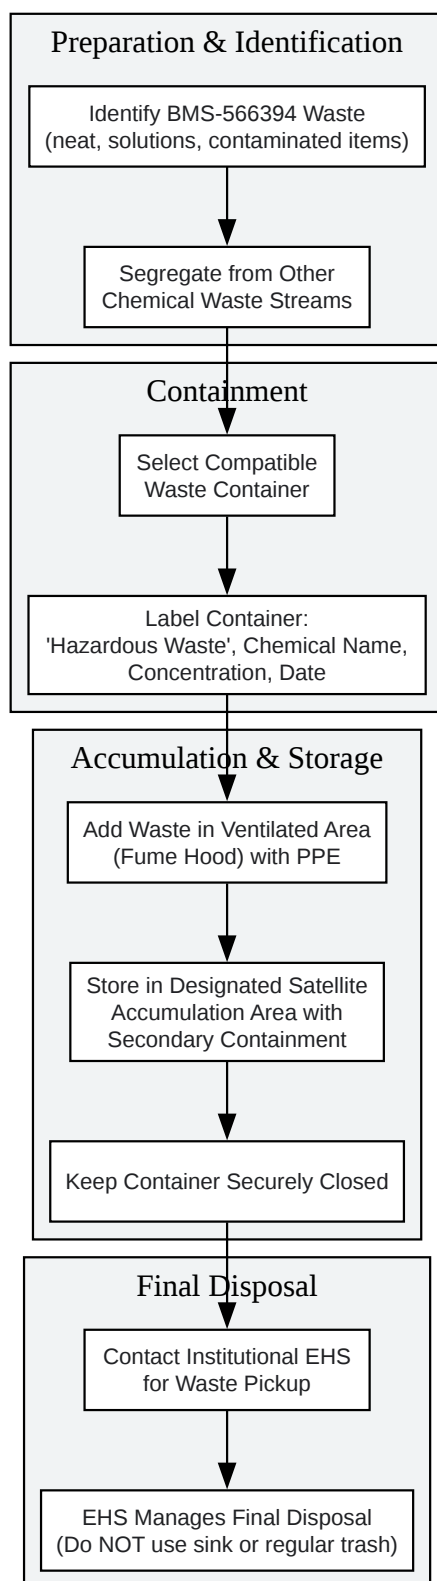 Preparation & Identification
Identify BMS-566394 Waste
(neat, solutions, contaminated items)
Segregate from Other
Chemical Waste Streams
Containment
Select Compatible
Waste Container
Label Container:
'Hazardous Waste', Chemical Name,
Concentration, Date
Accumulation & Storage
Add Waste in Ventilated Area
(Fume Hood) with PPE
Store in Designated Satellite
Accumulation Area with
Secondary Containment
Keep Container Securely Closed
Final Disposal
Contact Institutional EHS
for Waste Pickup
EHS Manages Final Disposal
(Do NOT use sink or regular trash)